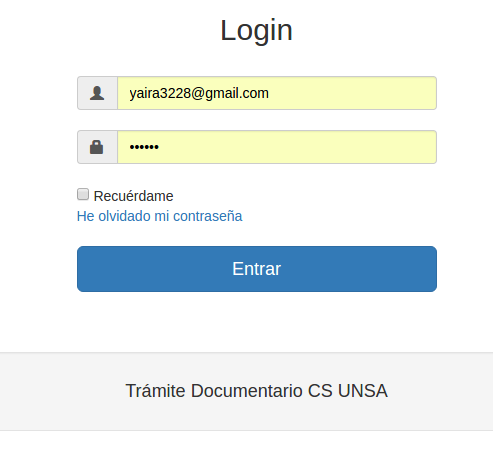 Login
yaira3228@gmail.com
••••••
Recuérdame
He olvidado mi contraseña
Entrar
Trámite Documentario CS UNSA